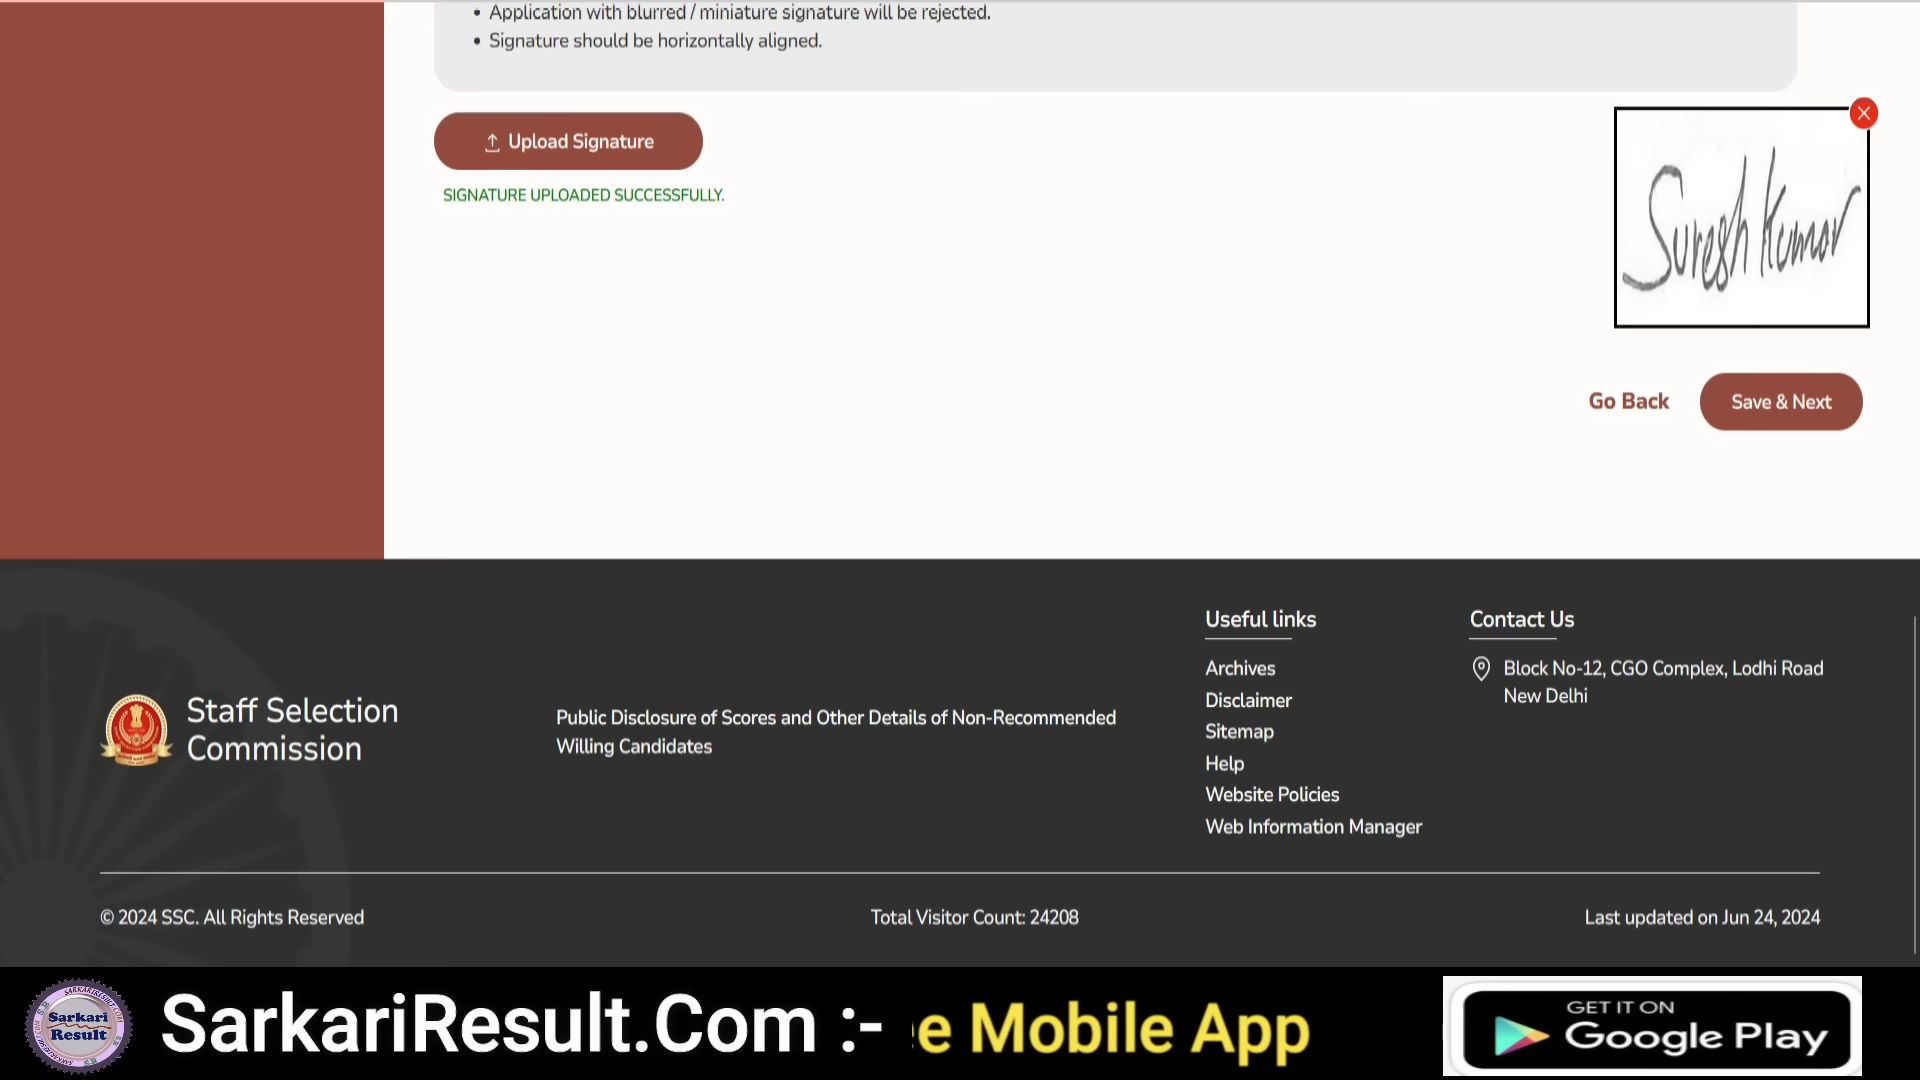 • Application with blurred / miniature signature will be rejected.
• Signature should be horizontally aligned.
Upload Signature
SIGNATURE UPLOADED SUCCESSFULLY.
Suresh Kumar
Go Back
Save & Next
Staff Selection
Commission
Public Disclosure of Scores and Other Details of Non-Recommended
Willing Candidates
Useful links
Archives
Disclaimer
Sitemap
Help
Website Policies
Web Information Manager
Contact Us
Block No-12, CGO Complex, Lodhi Road
New Delhi
© 2024 SSC. All Rights Reserved
Total Visitor Count: 24208
Last updated on Jun 24, 2024
Sarkari
Result
SarkariResult.Com :- e Mobile App
GET IT ON
Google Play